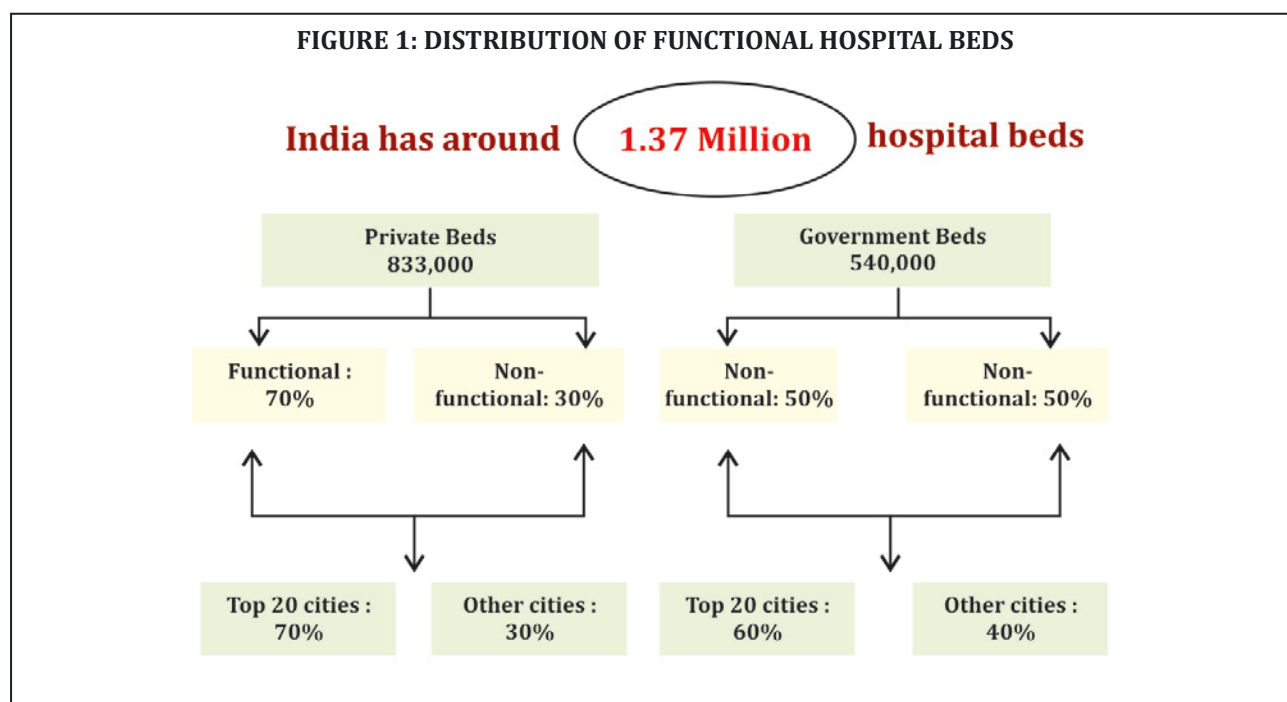 FIGURE 1: DISTRIBUTION OF FUNCTIONAL HOSPITAL BEDS
India has around 1.37 Million hospital beds
Private Beds
833,000
Government Beds
540,000
Functional :
70%
Non-
functional: 30%
Non-
functional: 50%
Non-
functional: 50%
Top 20 cities :
70%
Other cities :
30%
Top 20 cities :
60%
Other cities :
40%